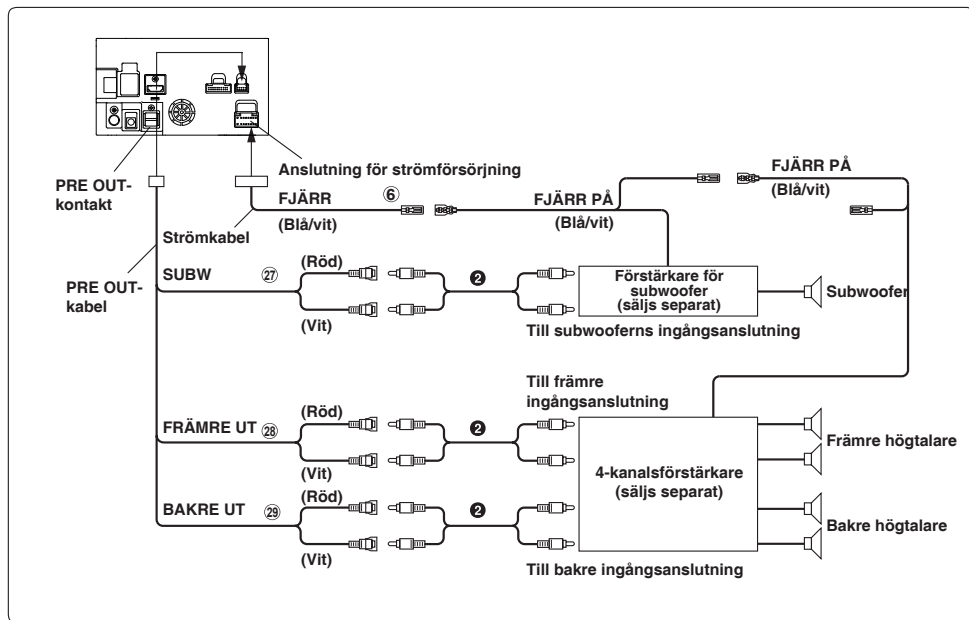 PRE OUT-
kontakt
Anslutning för strömförsörjning
FJÄRR
⑥
(Blå/vit)
FJÄRR PÅ
(Blå/vit)
FJÄRR PÅ
(Blå/vit)
Strömkabel
PRE OUT-
kabel
SUBW
㉗
(Röd)
(Vit)
❷
Förstärkare för
subwoofer
(säljs separat)
Subwoofer
Till subwooferns ingångsanslutning
Till främre
ingångsanslutning
FRÄMRE UT
㉘
(Röd)
(Vit)
❷
4-kanalsförstärkare
(säljs separat)
Främre högtalare
BAKRE UT
㉙
(Röd)
(Vit)
❷
Bakre högtalare
Till bakre ingångsanslutning